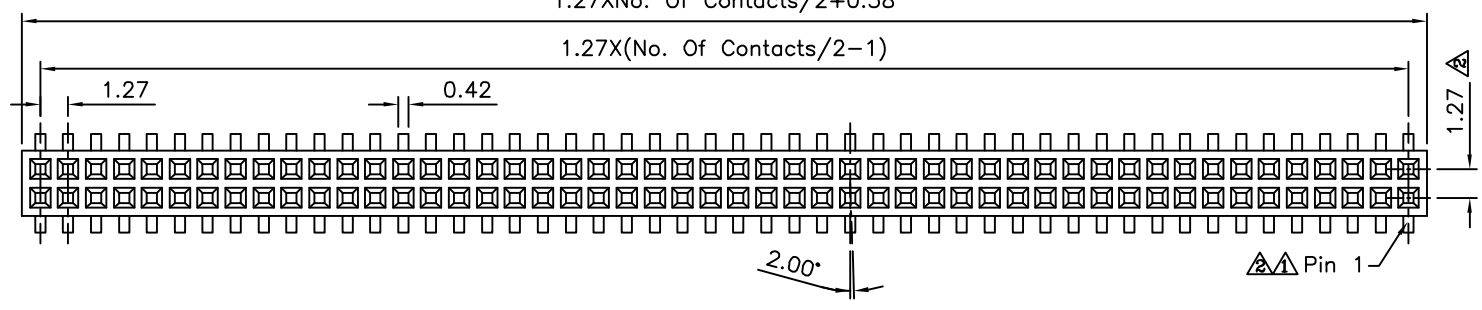 1.27XNo. Of Contacts/2+0.38
1.27X(No. Of Contacts/2-1)
1.27
0.42
1.27 2
2.00°
2 1 Pin 1